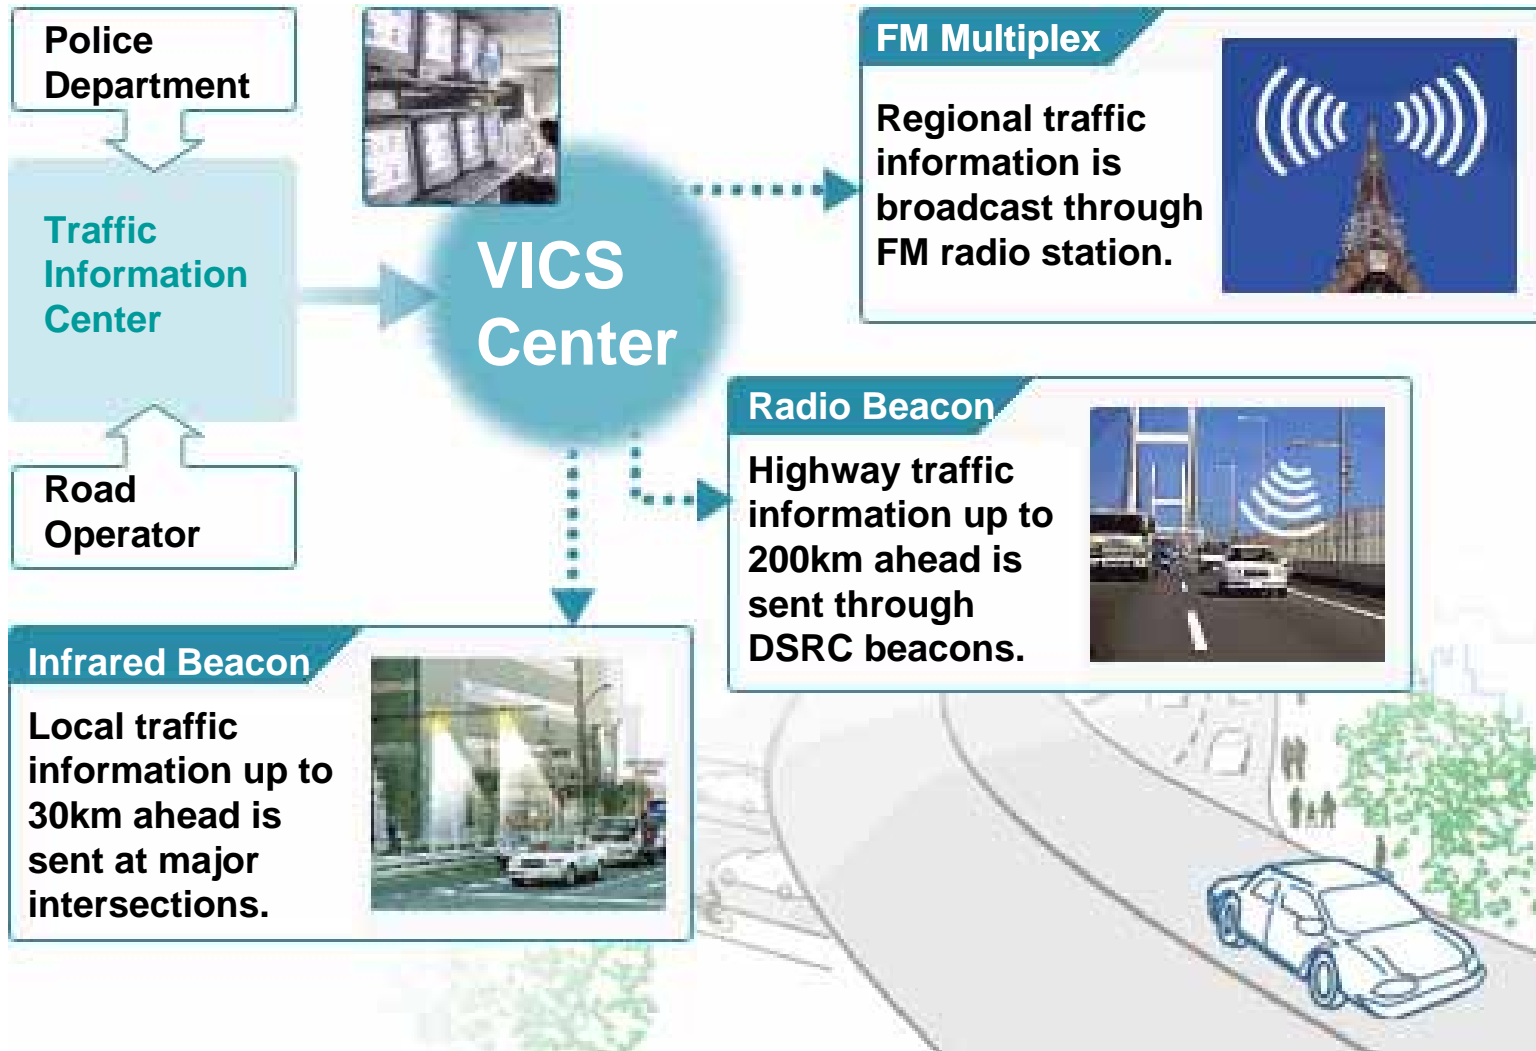 Police
Department
Traffic
Information
Center
Road
Operator
VICS
Center
FM Multiplex
Regional traffic
information is
broadcast through
FM radio station.
Radio Beacon
Highway traffic
information up to
200km ahead is
sent through
DSRC beacons.
Infrared Beacon
Local traffic
information up to
30km ahead is
sent at major
intersections.